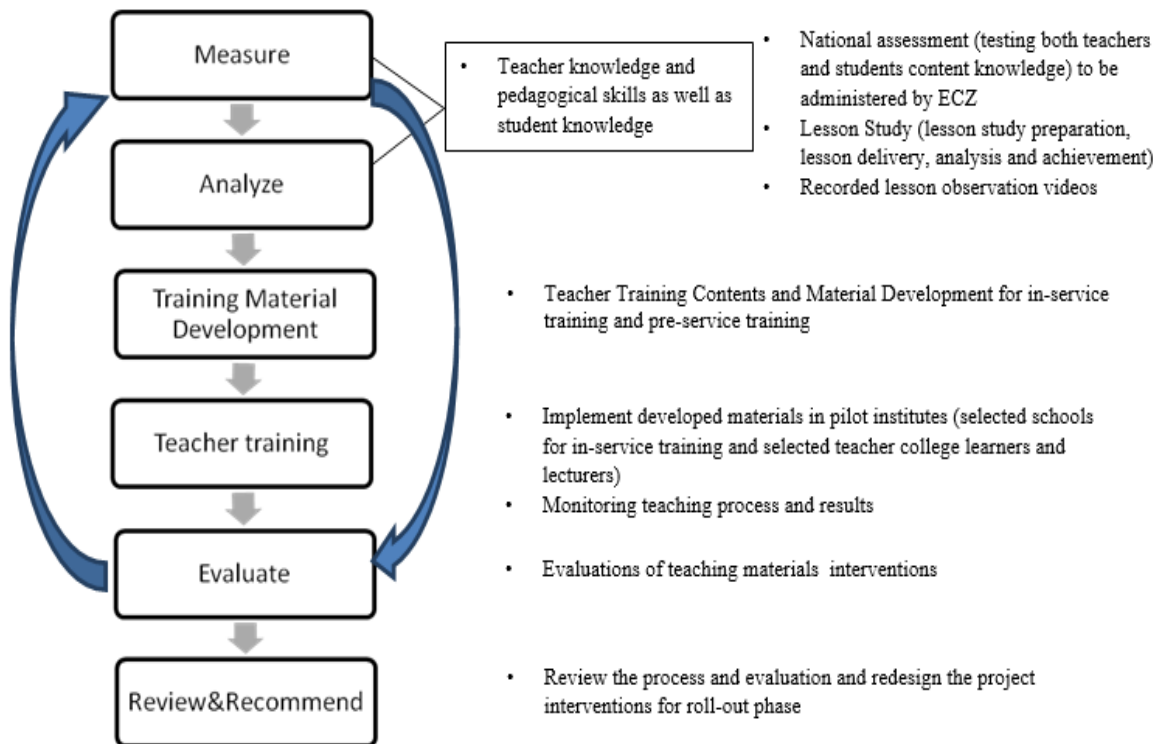 Measure
• Teacher knowledge and
pedagogical skills as well as
student knowledge
• National assessment (testing both teachers
and students content knowledge) to be
administered by ECZ
• Lesson Study (lesson study preparation,
lesson delivery, analysis and achievement)
• Recorded lesson observation videos
Analyze
Training Material
Development
• Teacher Training Contents and Material Development for in-service
training and pre-service training
Teacher training
• Implement developed materials in pilot institutes (selected schools
for in-service training and selected teacher college learners and
lecturers)
• Monitoring teaching process and results
Evaluate
• Evaluations of teaching materials interventions
Review&Recommend
• Review the process and evaluation and redesign the project
interventions for roll-out phase